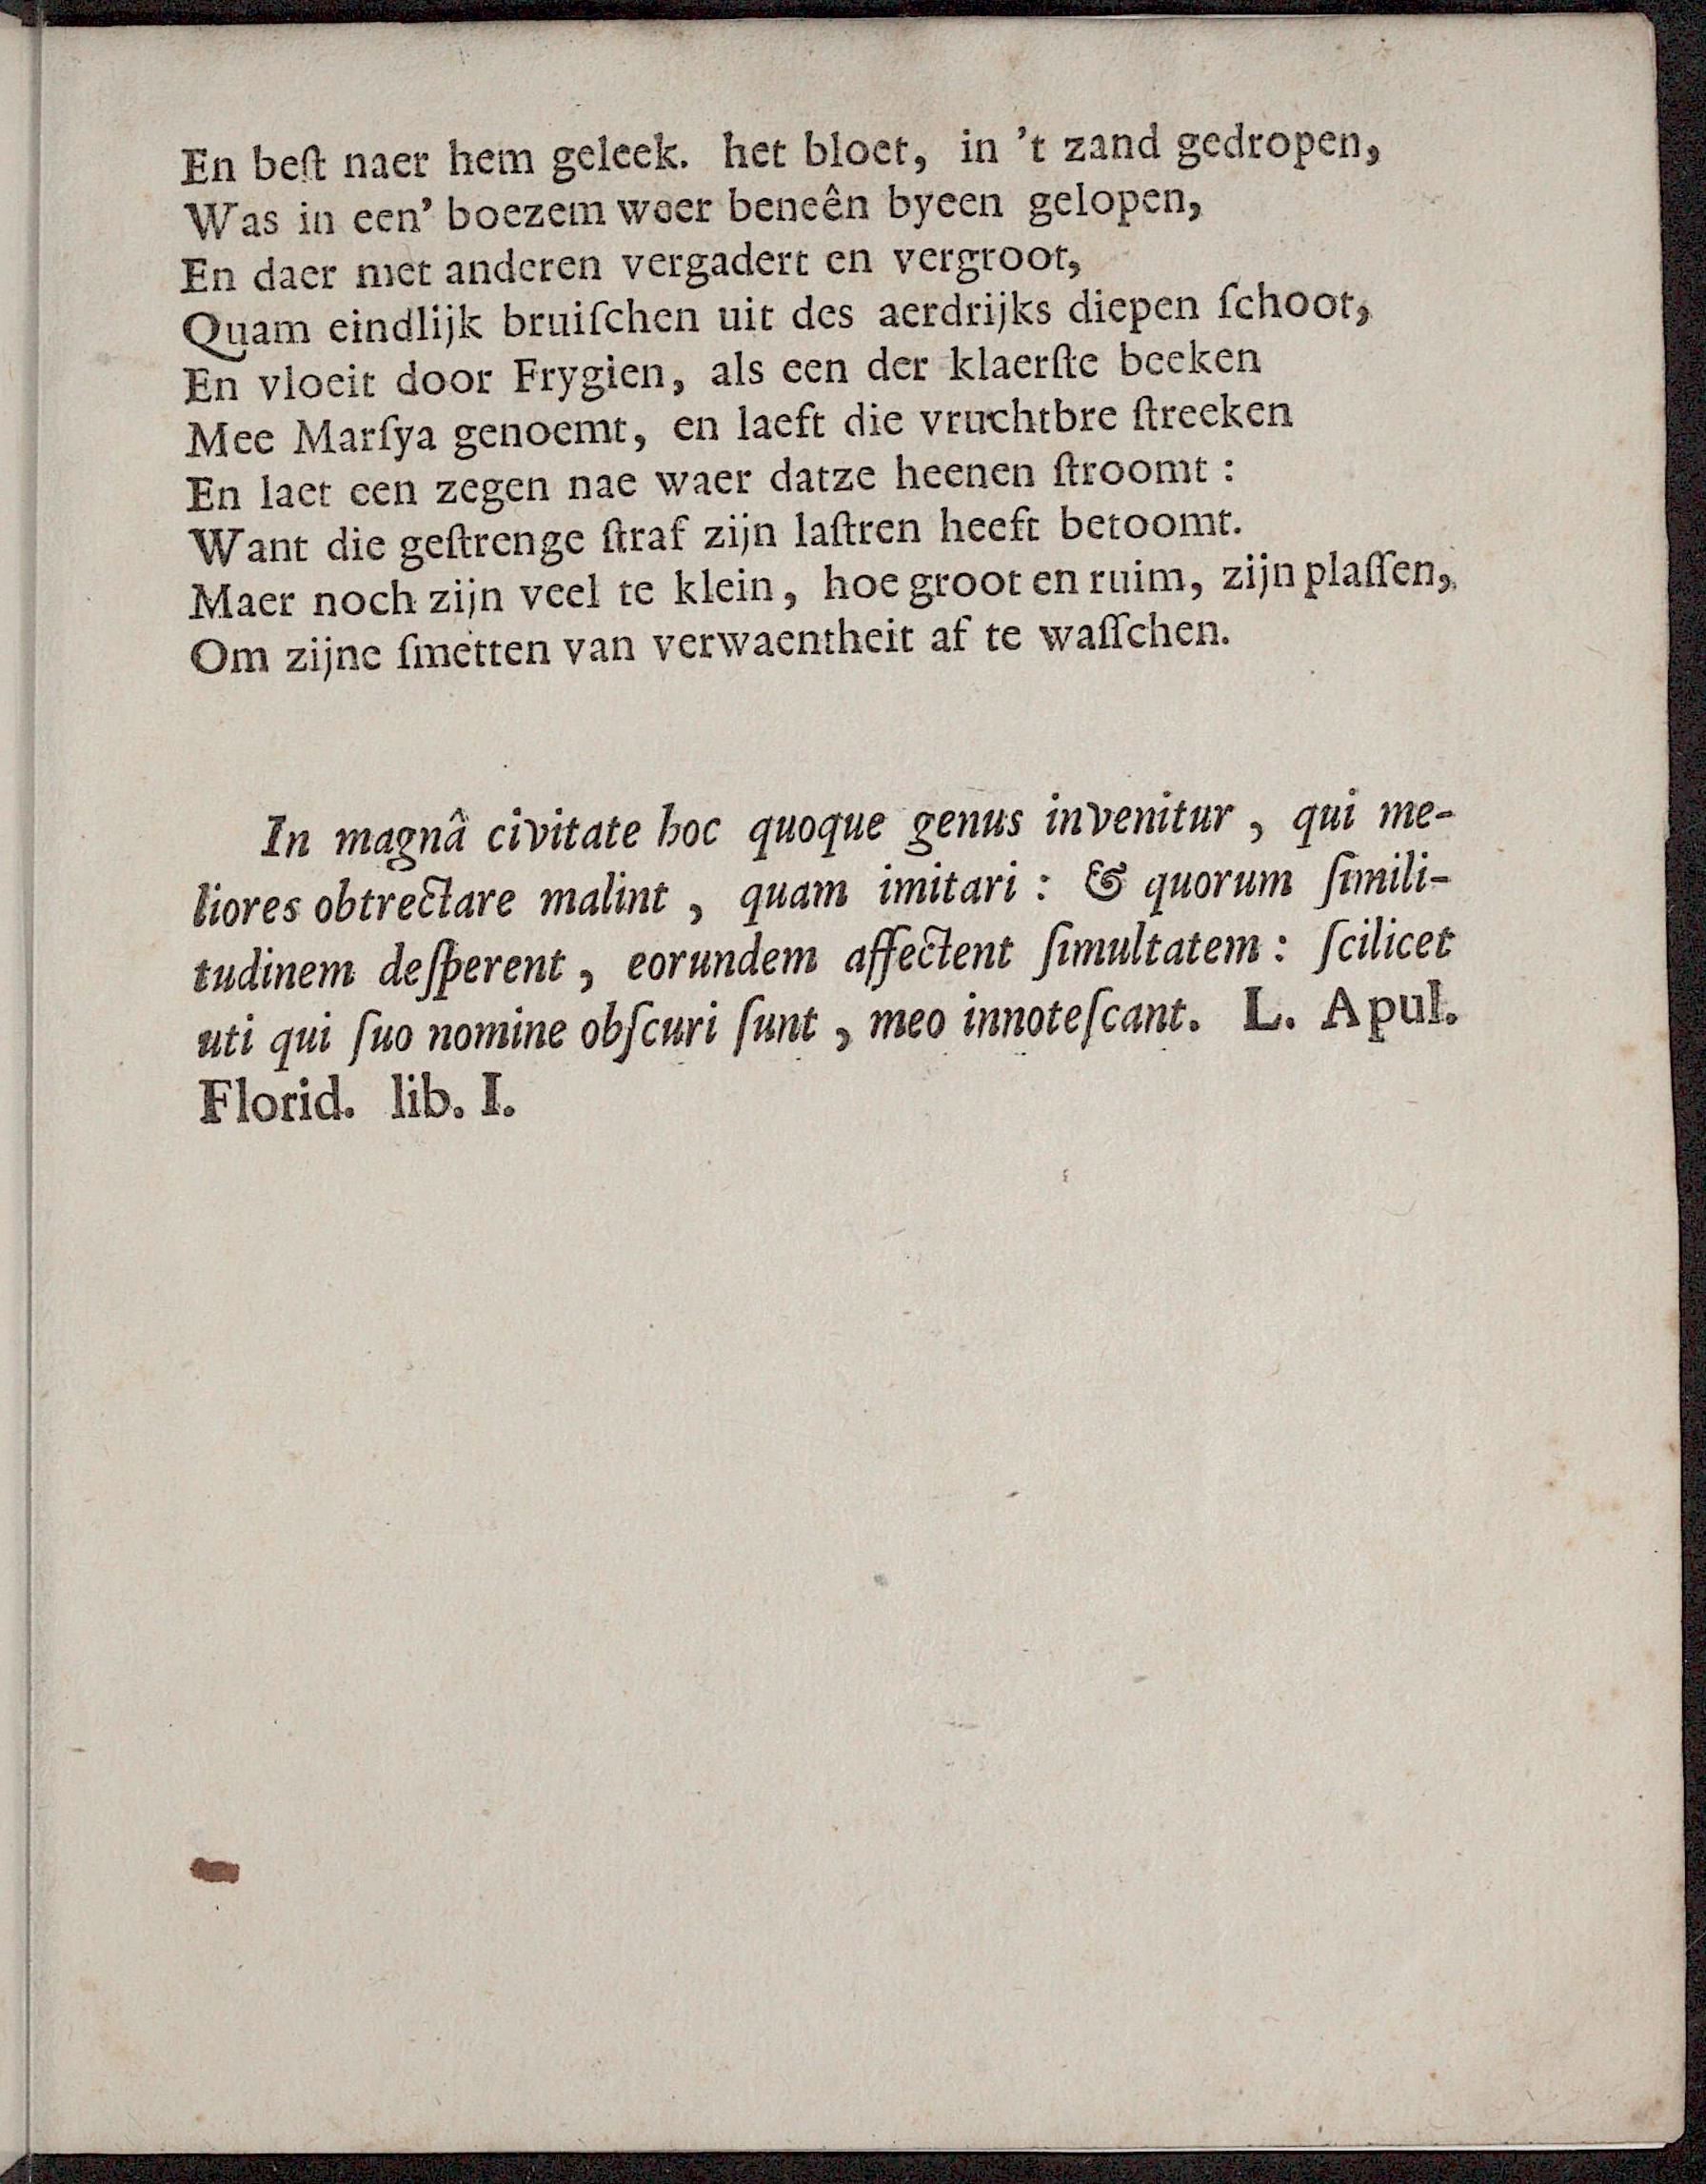 En beſt naer hem geleek. het bloet, in 't zand gedropen,
Was in een' boezem weer beneên byeen gelopen,
En daer met anderen vergadert en vergroot,
Quam eindlijk bruiſchen uit des aerdrijks diepen ſchoot,
En vloeit door Frygien, als een der klaerſte beeken
Mee Marſya genoemt, en laeft die vruchtbre ſtreeken
En laet een zegen nae waer datze heenen ſtroomt :
Want die geſtrenge ſtraf zijn laſtren heeft betoomt.
Maer noch zijn veel te klein, hoe groot en ruim, zijn plaſſen,
Om zijne ſmetten van verwaentheit af te waſſchen.
In magnâ civitate hoc quoque genus invenitur , qui me-
liores obtrectare malint , quam imitari : & quorum ſimili-
tudinem deſperent , eorundem affectent ſimultatem : ſcilicet
uti qui ſuo nomine obſcuri ſunt , meo innoteſcant. L. Apul.
Florid. lib. I.